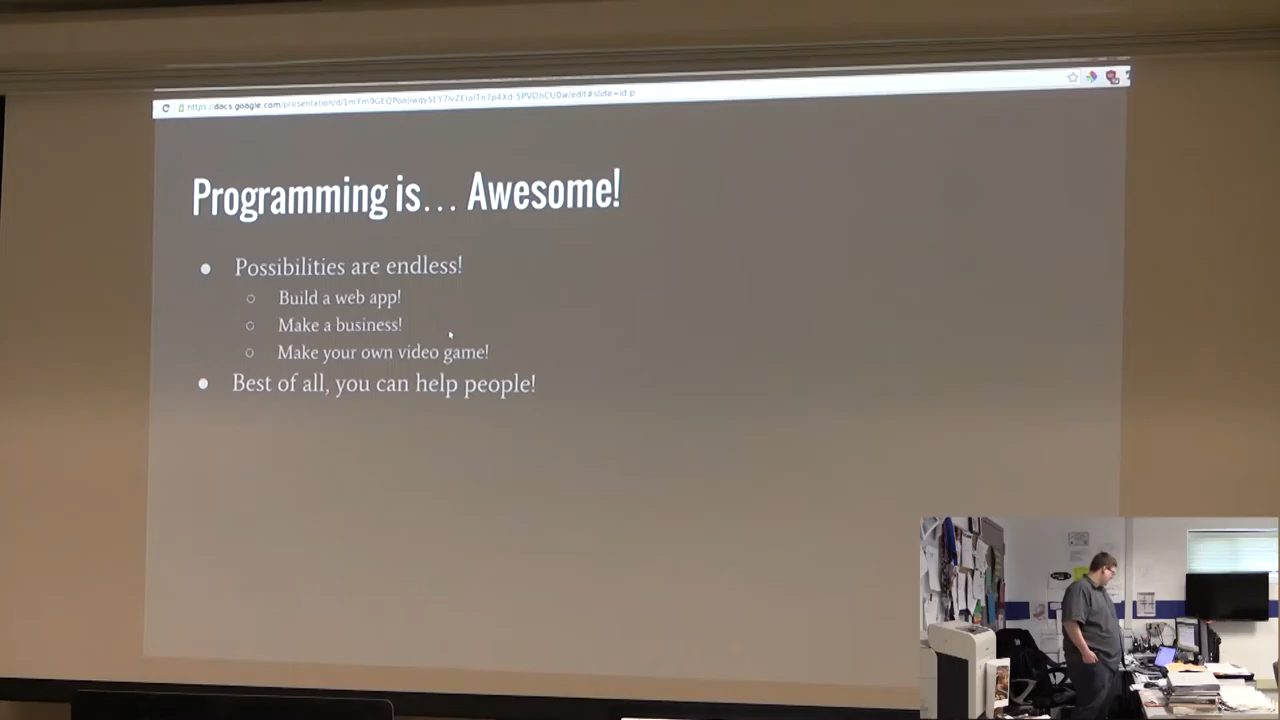 Programming is... Awesome!
Possibilities are endless!
Build a web app!
Make a business!
Make your own video game!
Best of all, you can help people!